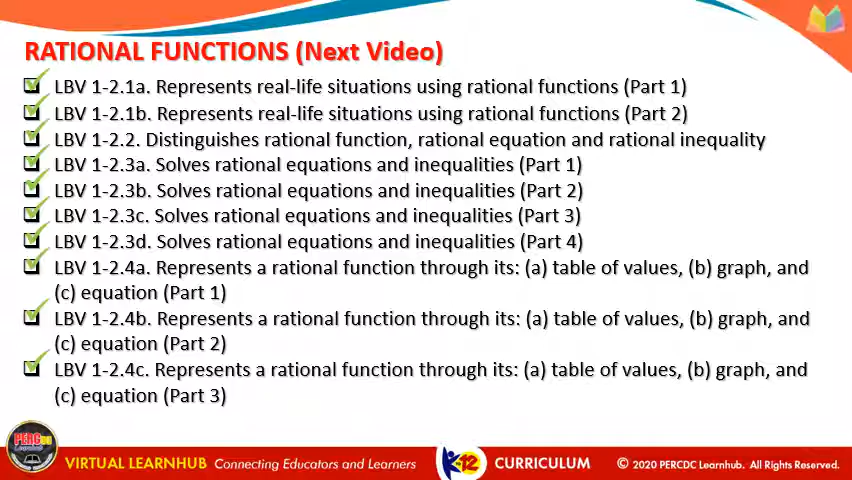 RATIONAL FUNCTIONS (Next Video)
LBV 1-2.1a. Represents real-life situations using rational functions (Part 1)
LBV 1-2.1b. Represents real-life situations using rational functions (Part 2)
LBV 1-2.2. Distinguishes rational function, rational equation and rational inequality
LBV 1-2.3a. Solves rational equations and inequalities (Part 1)
LBV 1-2.3b. Solves rational equations and inequalities (Part 2)
LBV 1-2.3c. Solves rational equations and inequalities (Part 3)
LBV 1-2.3d. Solves rational equations and inequalities (Part 4)
LBV 1-2.4a. Represents a rational function through its: (a) table of values, (b) graph, and
(c) equation (Part 1)
LBV 1-2.4b. Represents a rational function through its: (a) table of values, (b) graph, and
(c) equation (Part 2)
LBV 1-2.4c. Represents a rational function through its: (a) table of values, (b) graph, and
(c) equation (Part 3)
PERCDC
Learnhub
VIRTUAL LEARNHUB Connecting Educators and Learners
K to 12
CURRICULUM
© 2020 PERCDC Learnhub. All Rights Reserved.